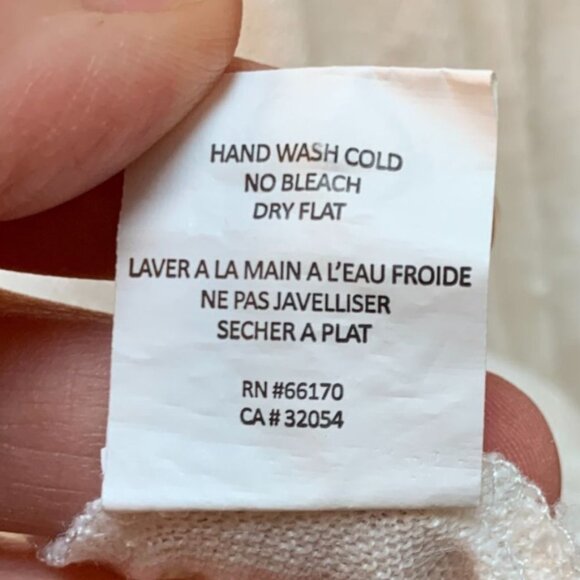 HAND WASH COLD
NO BLEACH
DRY FLAT
LAVER A LA MAIN A L'EAU FROIDE
NE PAS JAVELLISER
SECHER A PLAT
RN #66170
CA # 32054